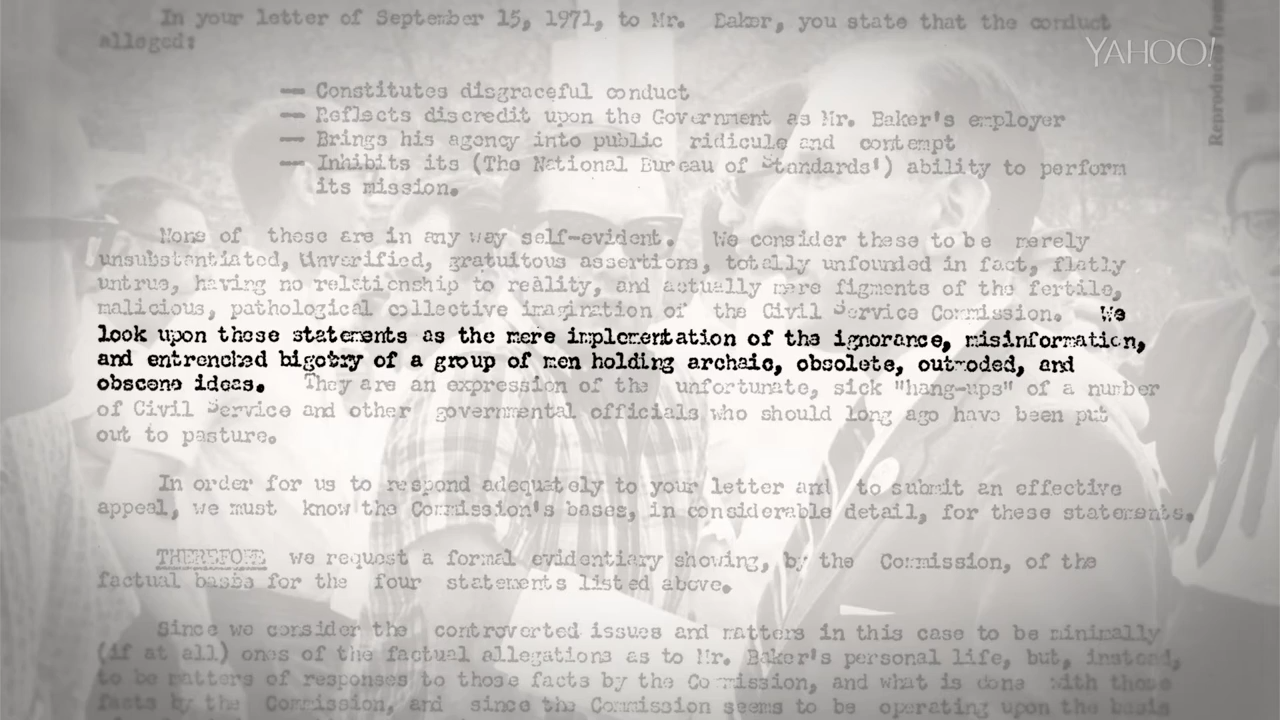 In your letter of September 15, 1971, to Mr. Baker, you state that the conduct
alleged:
YAHOO!
Reproduced from
— Constitutes disgraceful conduct
— Reflects discredit upon the Government as Mr. Baker's employer
— Brings his agency into public ridicule and contempt
— Inhibits its (The National Bureau of Standards') ability to perform
its mission.
None of these are in any way self-evident. We consider these to be merely
unsubstantiated, Unverified, gratuitous assertions, totally unfounded in fact, flatly
untrue, having no relationship to reality, and actually mere figments of the fertile,
malicious, pathological collective imagination of the Civil Service Commission. We
look upon these statements as the mere implementation of the ignorance, misinformation,
and entrenched bigotry of a group of men holding archaic, obsolete, outmoded, and
obscene ideas. They are an expression of the unfortunate, sick "hang-ups" of a number
of Civil Service and other governmental officials who should long ago have been put
out to pasture.
In order for us to respond adequately to your letter and to submit an effective
appeal, we must know the Commission's bases, in considerable detail, for these statements.
THEREFORE we request a formal evidentiary showing, by the Commission, of the
factual basis for the four statements listed above.
Since we consider the controverted issues and matters in this case to be minimally
(if at all) ones of the factual allegations as to Mr. Baker's personal life, but, instead,
to be matters of responses to those facts by the Commission, and what is done with those
facts by the Commission, and since the Commission seems to be operating upon the basis